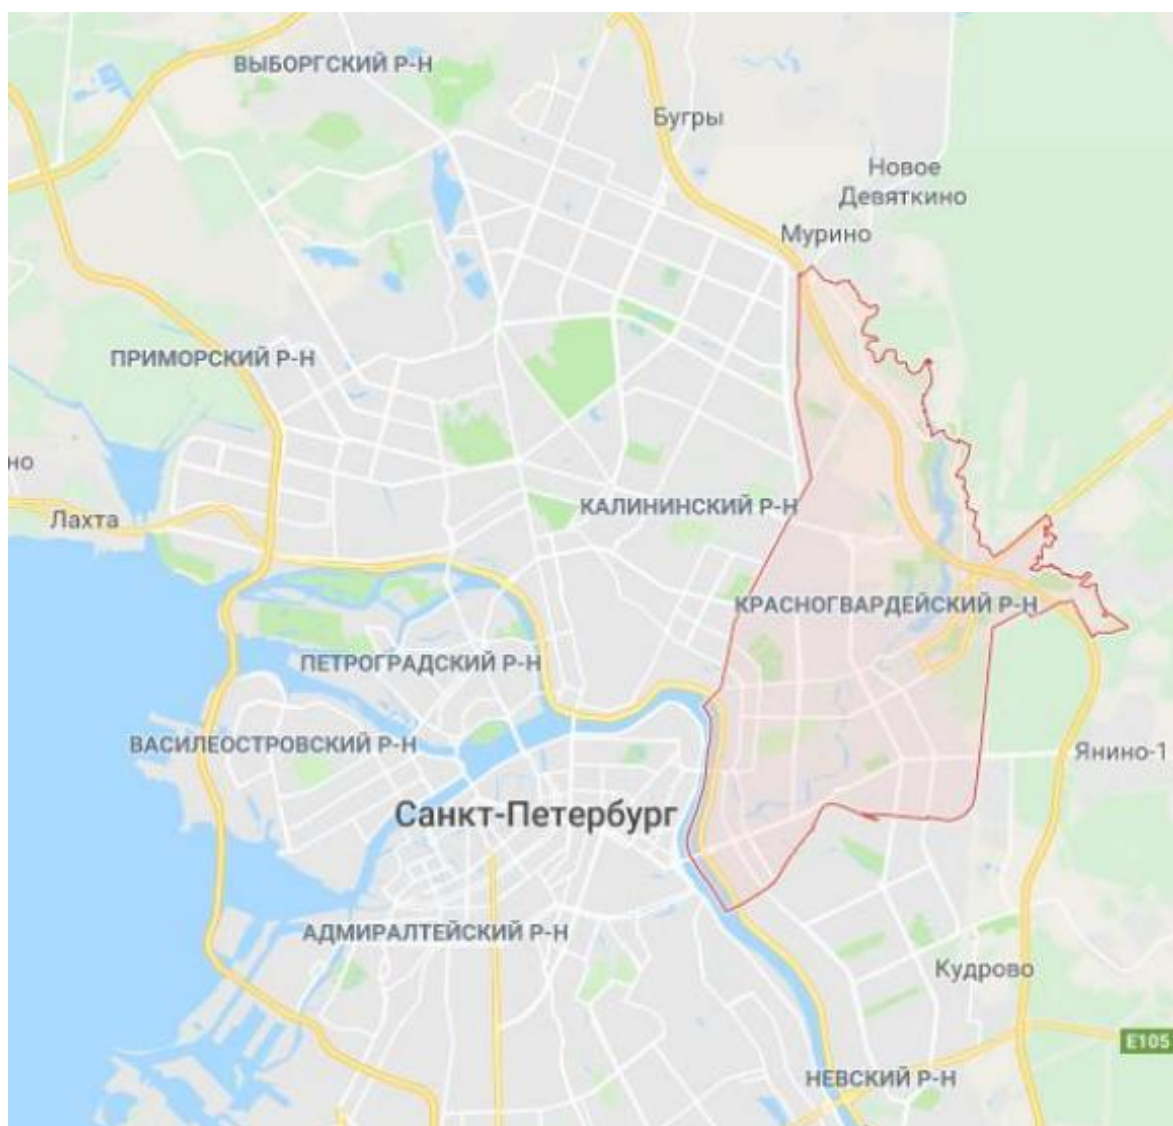 ВЫБОРГСКИЙ Р-Н
Бугры
Новое
Девяткино
Мурино
ПРИМОРСКИЙ Р-Н
но
КАЛИНИНСКИЙ Р-Н
Лахта
КРАСНОГВАРДЕЙСКИЙ Р-Н
ПЕТРОГРАДСКИЙ Р-Н
ВАСИЛЕОСТРОВСКИЙ Р-Н
Янино-1
Санкт-Петербург
АДМИРАЛТЕЙСКИЙ Р-Н
Кудрово
E105
НЕВСКИЙ Р-Н